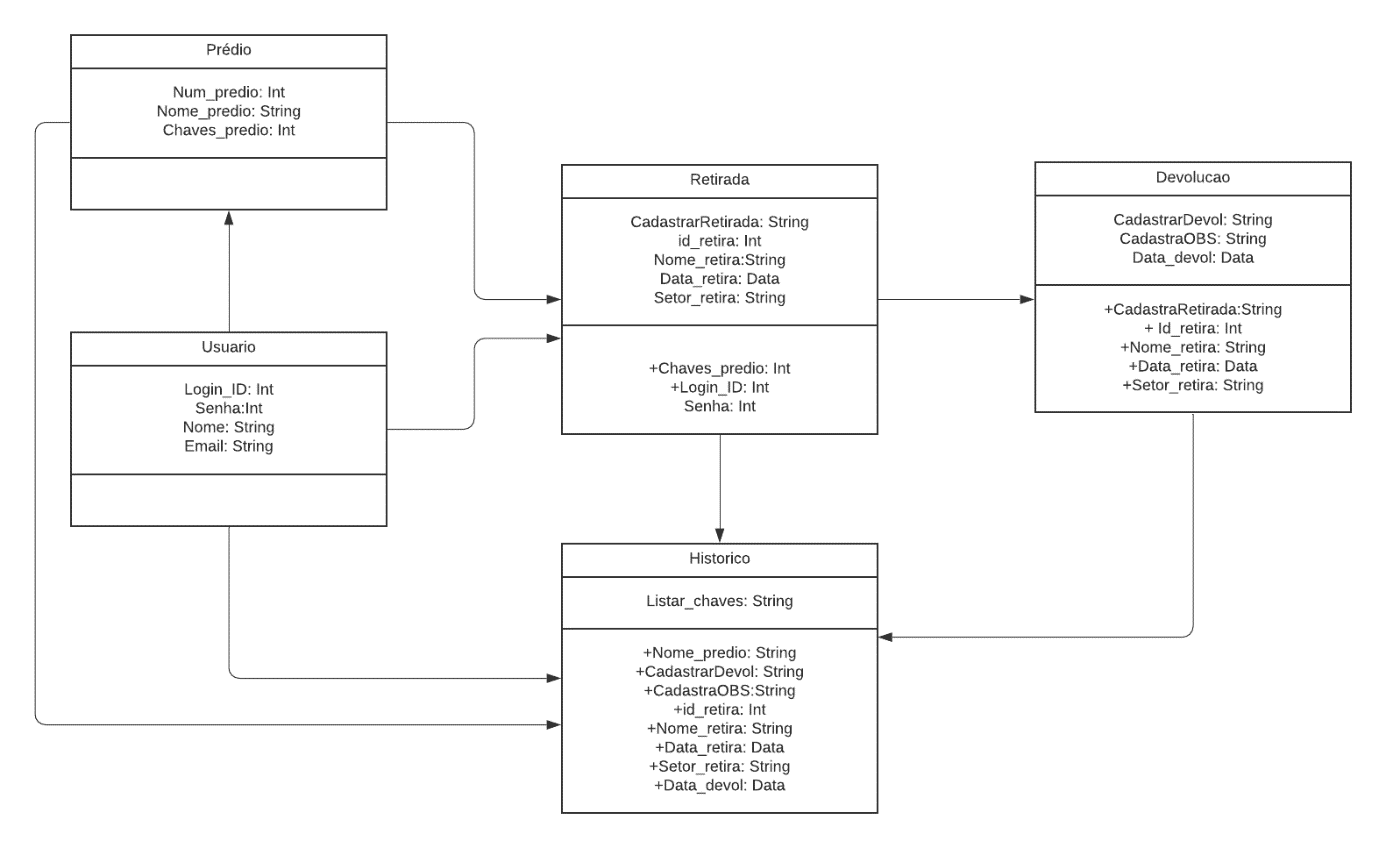 Prédio
Num_predio: Int
Nome_predio: String
Chaves_predio: Int
Usuario
Login_ID: Int
Senha:Int
Nome: String
Email: String
Retirada
CadastrarRetirada: String
id_retira: Int
Nome_retira:String
Data_retira: Data
Setor_retira: String
+Chaves_predio: Int
+Login_ID: Int
Senha: Int
Devolucao
CadastrarDevol: String
CadastraOBS: String
Data_devol: Data
+CadastraRetirada:String
+ Id_retira: Int
+Nome_retira: String
+Data_retira: Data
+Setor_retira: String
Historico
Listar_chaves: String
+Nome_predio: String
+CadastrarDevol: String
+CadastraOBS:String
+id_retira: Int
+Nome_retira: String
+Data_retira: Data
+Setor_retira: String
+Data_devol: Data